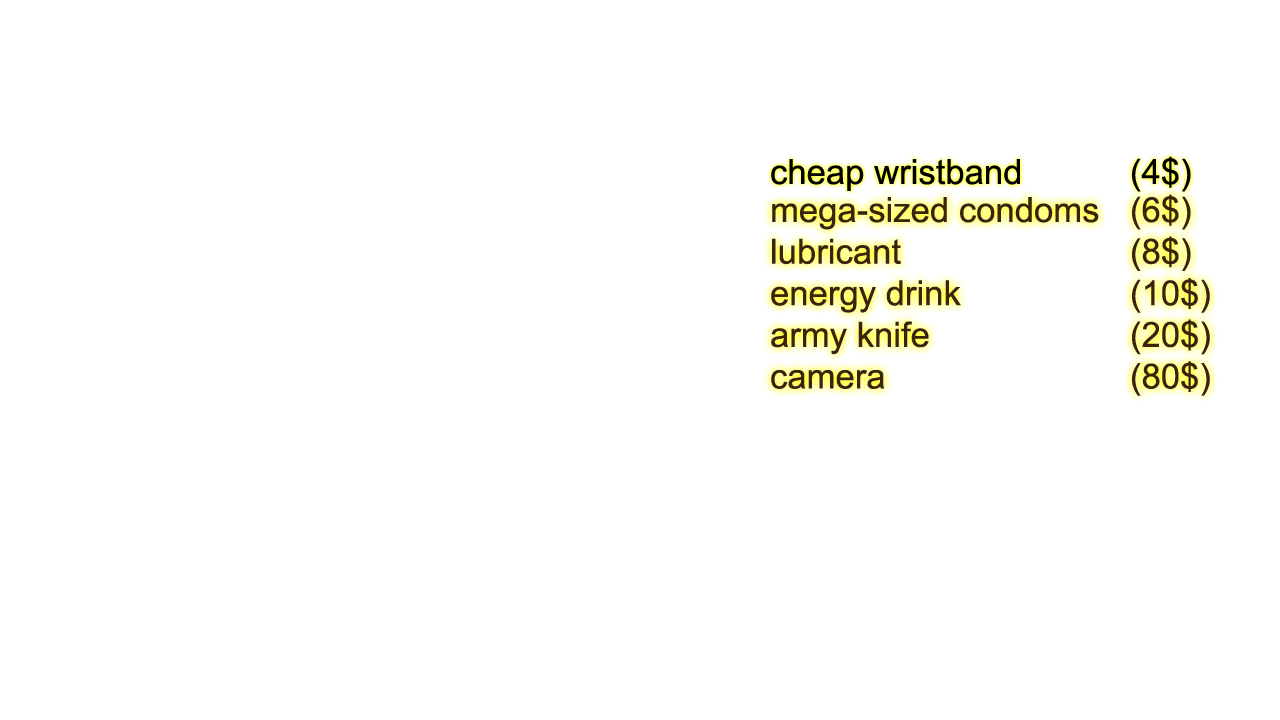 cheap wristband (4$)
mega-sized condoms (6$)
lubricant (8$)
energy drink (10$)
army knife (20$)
camera (80$)